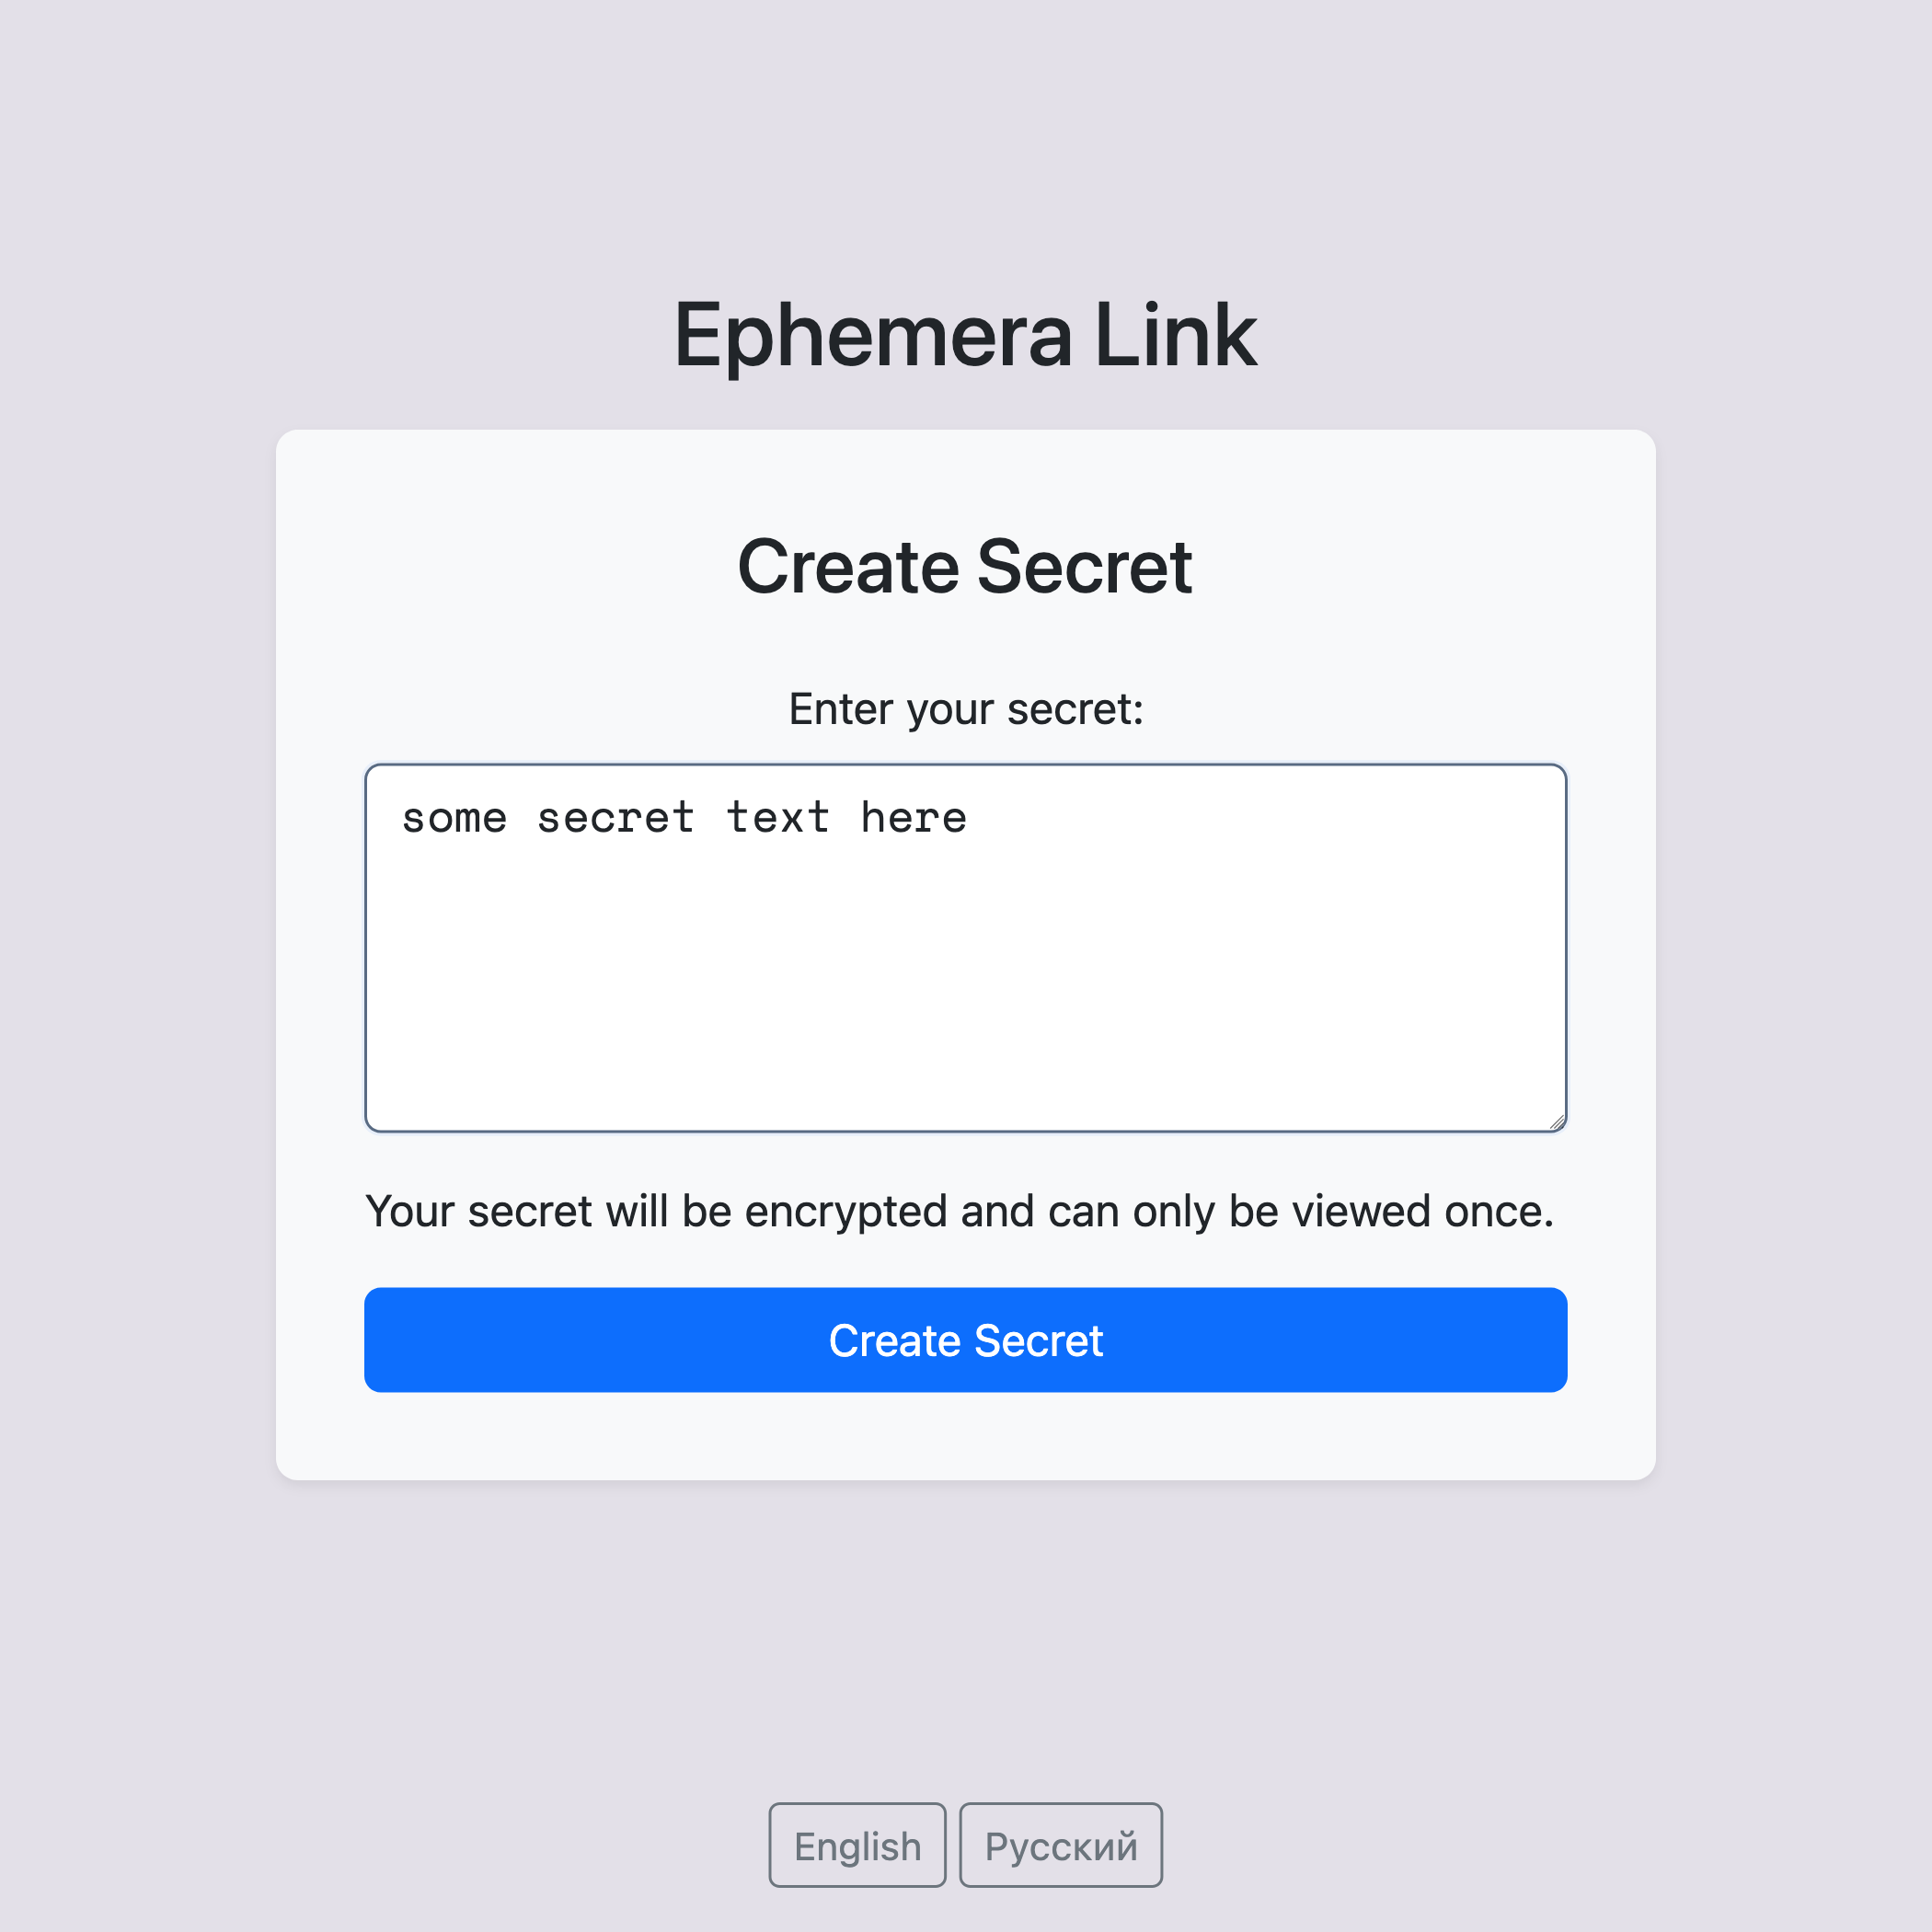 Ephemera Link
Create Secret
Enter your secret:
some secret text here
Your secret will be encrypted and can only be viewed once.
Create Secret
English
Русский